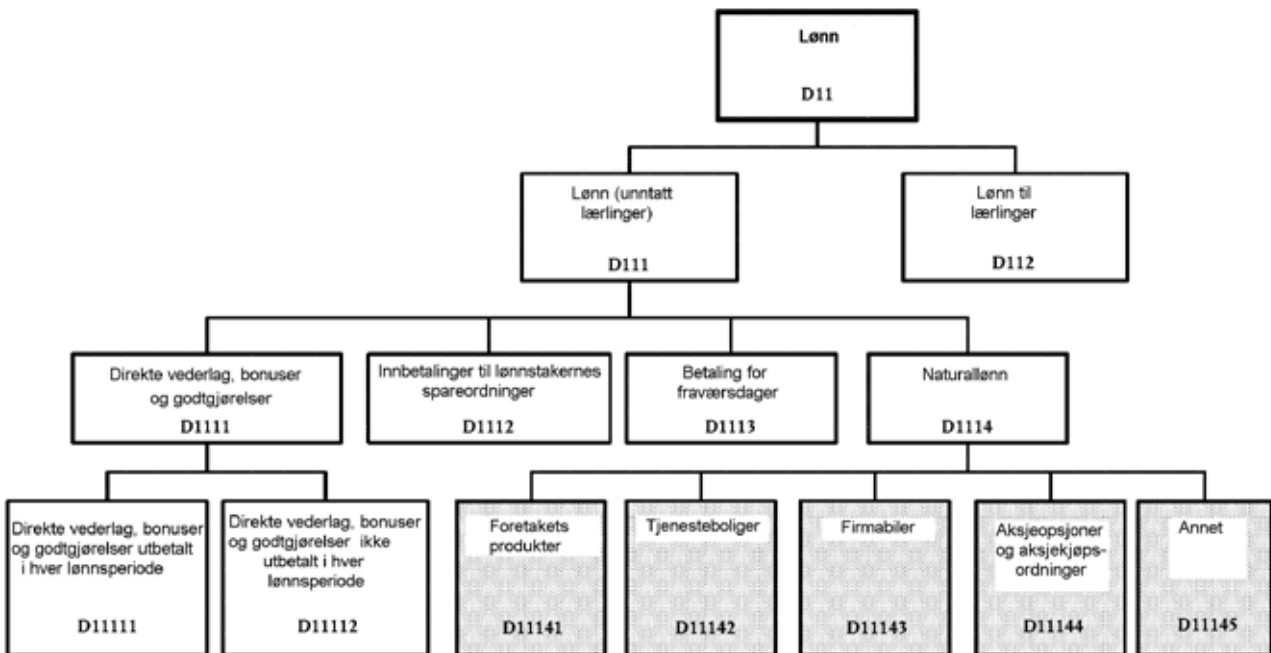 Lønn
D11
Lønn (unntatt
lærlinger)
D111
Lønn til
lærlinger
D112
Direkte vederlag, bonuser
og godtgjørelser
D1111
Innbetalinger til lønnstakernes
spareordninger
D1112
Betaling for
fraværsdager
D1113
Naturallønn
D1114
Direkte vederlag, bonuser
og godtgjørelser utbetalt
i hver lønnsperiode
D11111
Direkte vederlag, bonuser
og godtgjørelser ikke
utbetalt i hver
lønnsperiode
D11112
Foretakets
produkter
D11141
Tjenesteboliger
D11142
Firmabiler
D11143
Aksjeopsjoner
og aksjekjøps-
ordninger
D11144
Annet
D11145